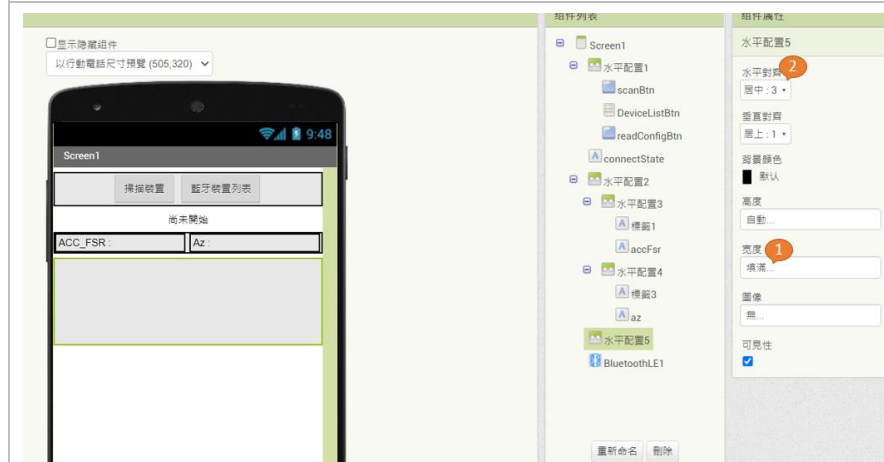 组件列表
组件属性
显示隐藏組件
以行動電話尺寸預覽 (505,320)
9:48
Screen1
掃描裝置
藍牙裝置列表
尚未開始
ACC_FSR :
Az :
Screen1
水平配置1
scanBtn
DeviceListBtn
readConfigBtn
connectState
水平配置2
水平配置3
標籤1
accFsr
水平配置4
標籤3
az
水平配置5
BluetoothLE1
重新命名
刪除
水平配置5
水平對齊
2
居中 : 3
垂直對齊
居上 : 1
背景顏色
默认
高度
自動...
宽度
1
填滿...
圖像
無...
可見性